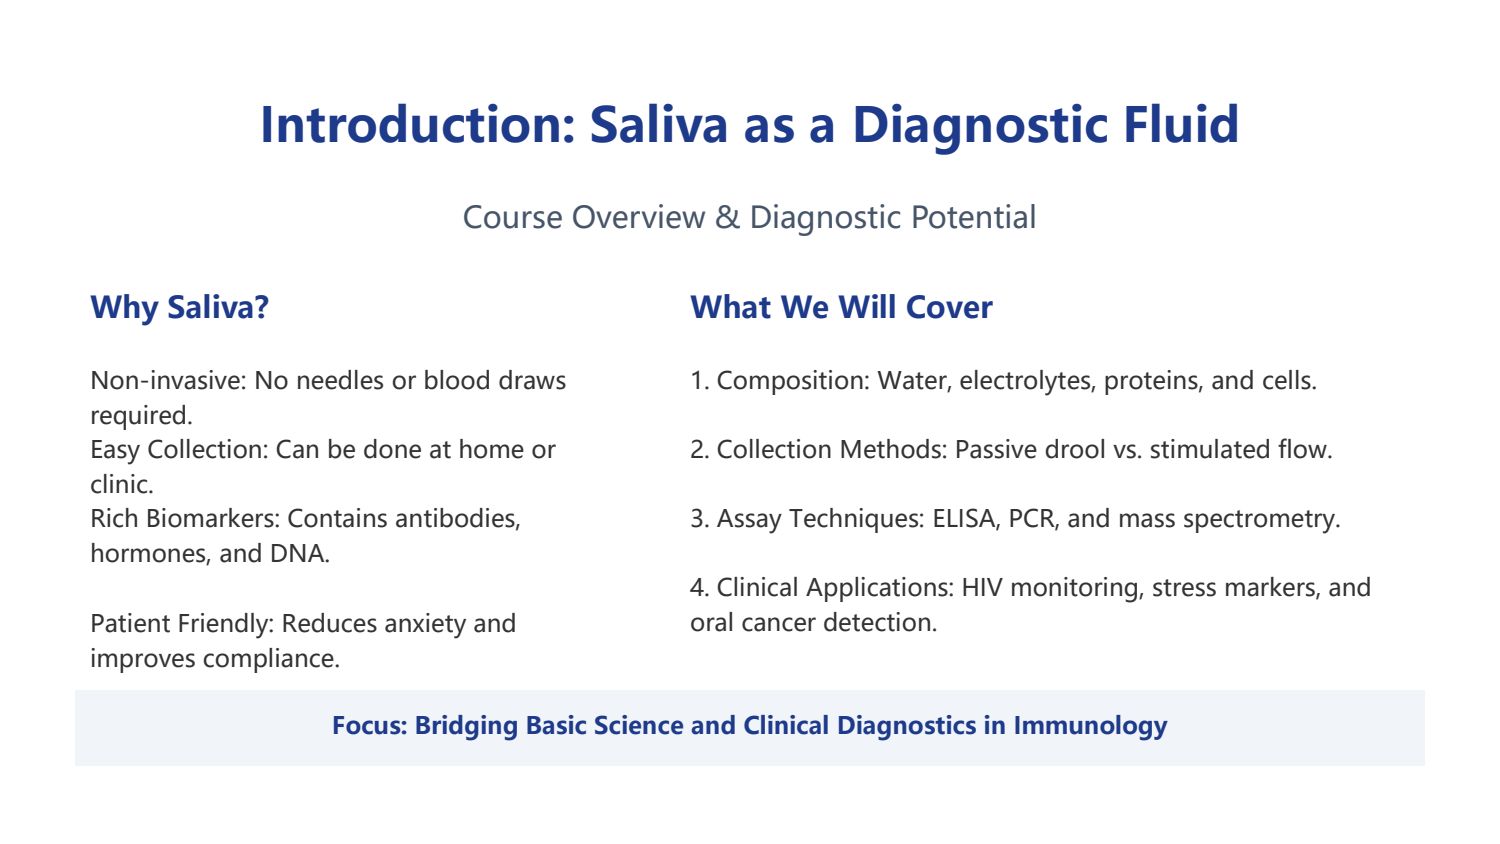 Introduction: Saliva as a Diagnostic Fluid
Course Overview & Diagnostic Potential
Why Saliva?
Non-invasive: No needles or blood draws
required.
Easy Collection: Can be done at home or
clinic.
Rich Biomarkers: Contains antibodies,
hormones, and DNA.
Patient Friendly: Reduces anxiety and
improves compliance.
What We Will Cover
1. Composition: Water, electrolytes, proteins, and cells.
2. Collection Methods: Passive drool vs. stimulated flow.
3. Assay Techniques: ELISA, PCR, and mass spectrometry.
4. Clinical Applications: HIV monitoring, stress markers, and
oral cancer detection.
Focus: Bridging Basic Science and Clinical Diagnostics in Immunology